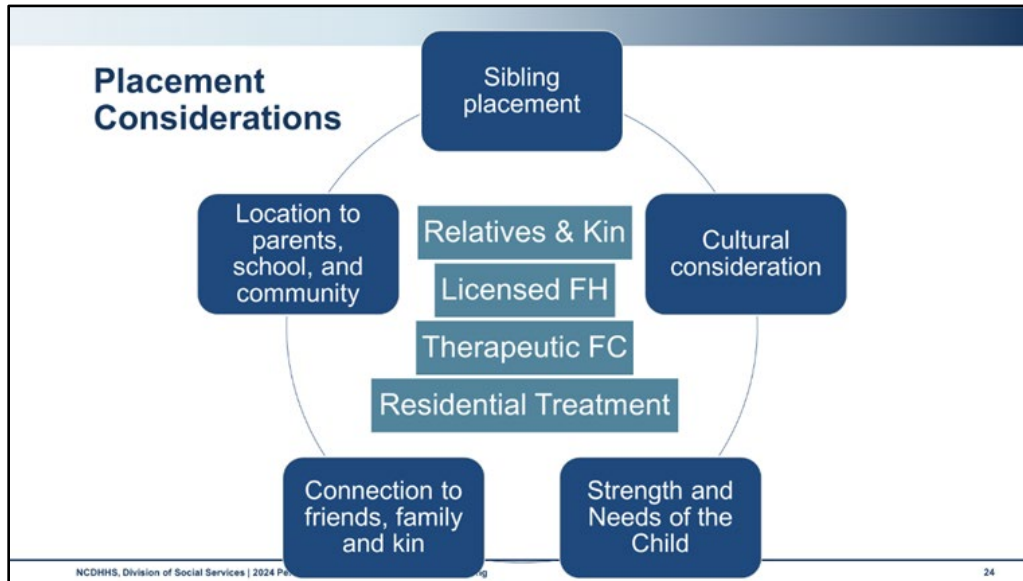 Placement
Considerations
Sibling
placement
Location to
parents,
school, and
community
Relatives & Kin
Licensed FH
Therapeutic FC
Residential Treatment
Cultural
consideration
Connection to
friends, family
and kin
Strength and
Needs of the
Child
NCDHHS, Division of Social Services | 2024
24